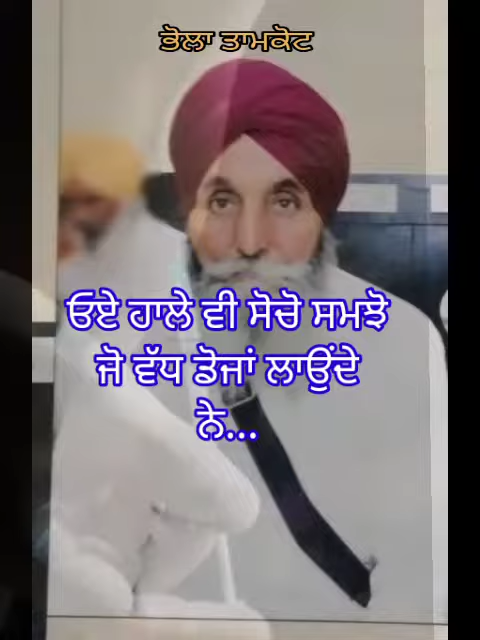 ਭੋਲਾ ਤਾਮਕੋਟ
ਓਏ ਹਾਲੇ ਵੀ ਸੋਚੋ ਸਮਝੋ
ਜੋ ਵੱਧ ਡੋਜਾਂ ਲਾਉਂਦੇ
ਨੇ...